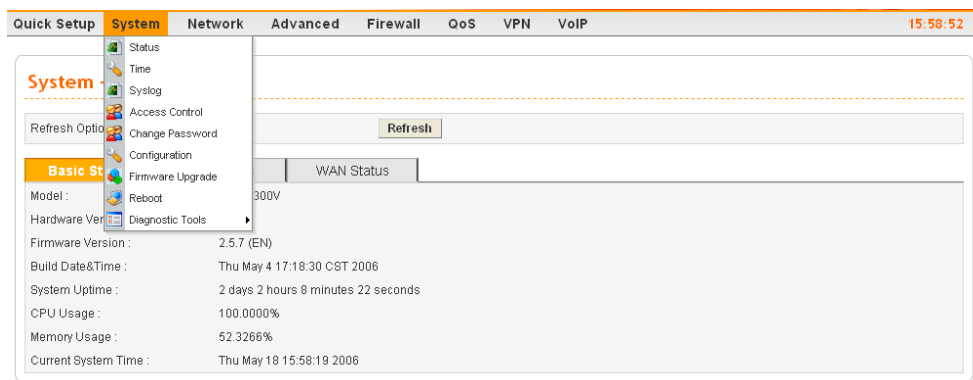 Quick Setup System Network Advanced Firewall QoS VPN VoIP 15:58:52
Status
Time
Syslog
Access Control
Change Password
Configuration
Firmware Upgrade
Reboot
Diagnostic Tools
System -
Refresh Optio Refresh
Basic St WAN Status
Model : 300V
Hardware Ver
Firmware Version : 2.5.7 (EN)
Build Date&Time : Thu May 4 17:18:30 CST 2006
System Uptime : 2 days 2 hours 8 minutes 22 seconds
CPU Usage : 100.0000%
Memory Usage : 52.3266%
Current System Time : Thu May 18 15:58:19 2006